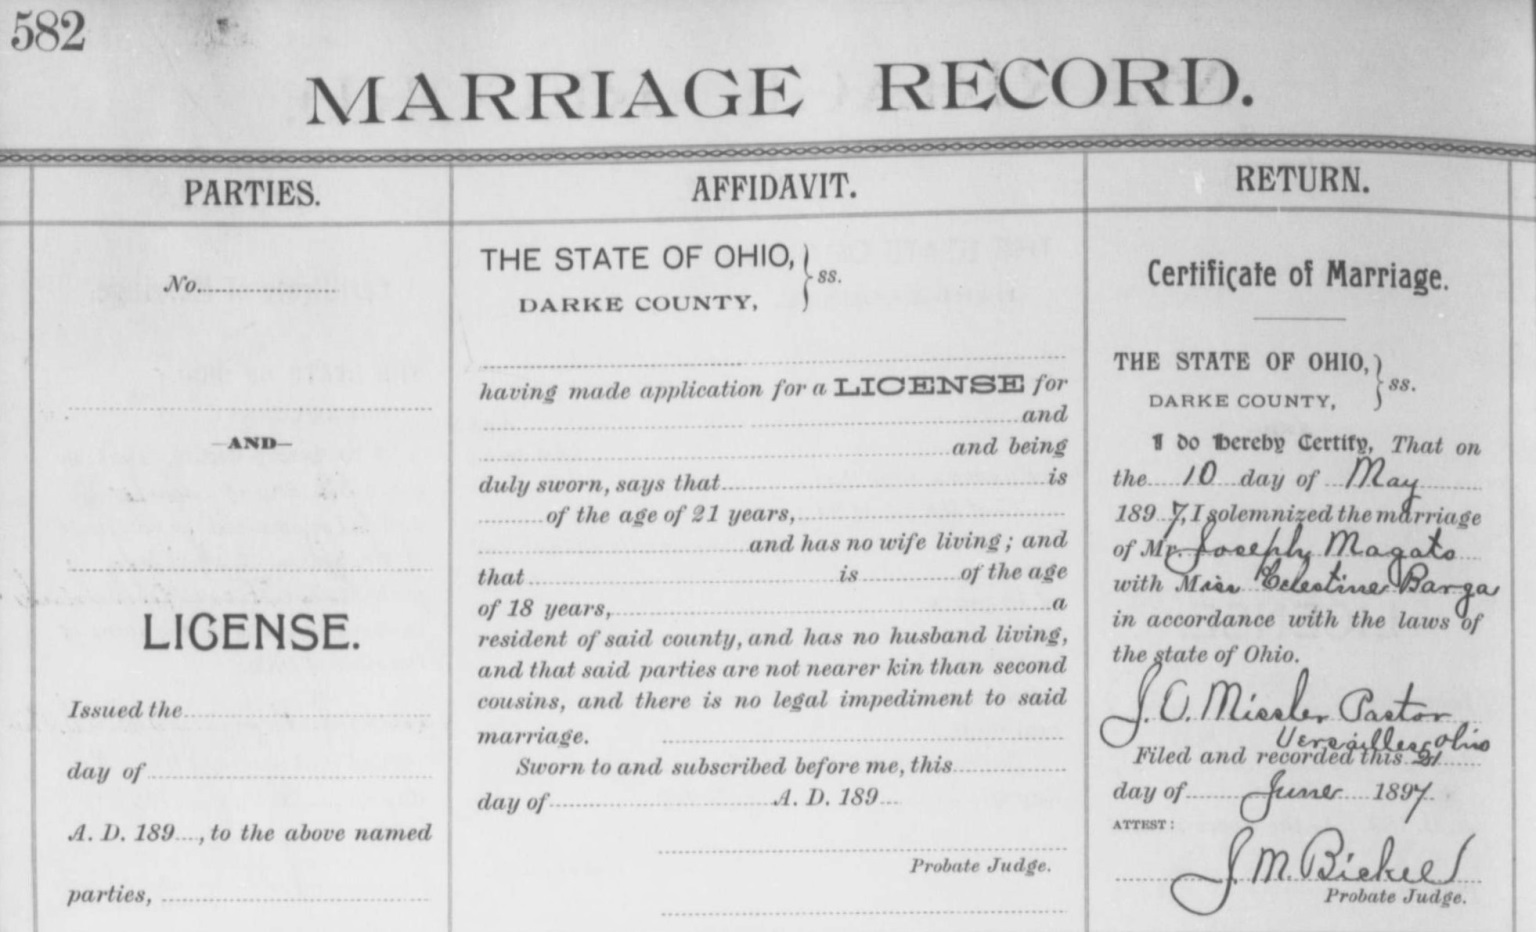 582
MARRIAGE RECORD.
PARTIES.
No.
—AND—
LICENSE.
Issued the
day of
A. D. 189 , to the above named
parties,
AFFIDAVIT.
THE STATE OF OHIO, } ss.
DARKE COUNTY,
having made application for a LICENSE for
and
and being
duly sworn, says that is
of the age of 21 years,
and has no wife living; and
that is of the age
of 18 years, a
resident of said county, and has no husband living,
and that said parties are not nearer kin than second
cousins, and there is no legal impediment to said
marriage.
Sworn to and subscribed before me, this
day of A. D. 189
Probate Judge.
RETURN.
Certificate of Marriage.
THE STATE OF OHIO, } ss.
DARKE COUNTY,
I do hereby Certify, That on
the 10 day of May
1897, I solemnized the marriage
of Mr. Joseph Magato
with Miss Celestine Barga
in accordance with the laws of
the state of Ohio.
J. O. Missler Pastor
Versailles, Ohio
Filed and recorded this 21
day of June 1897
ATTEST:
J. M. Bickel
Probate Judge.